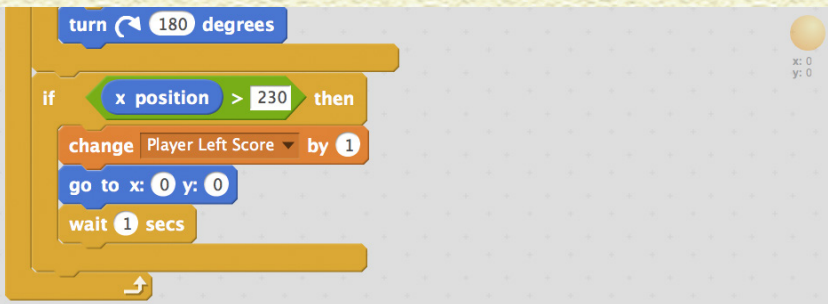 turn 180 degrees
x: 0
y: 0
if x position > 230 then
change Player Left Score by 1
go to x: 0 y: 0
wait 1 secs